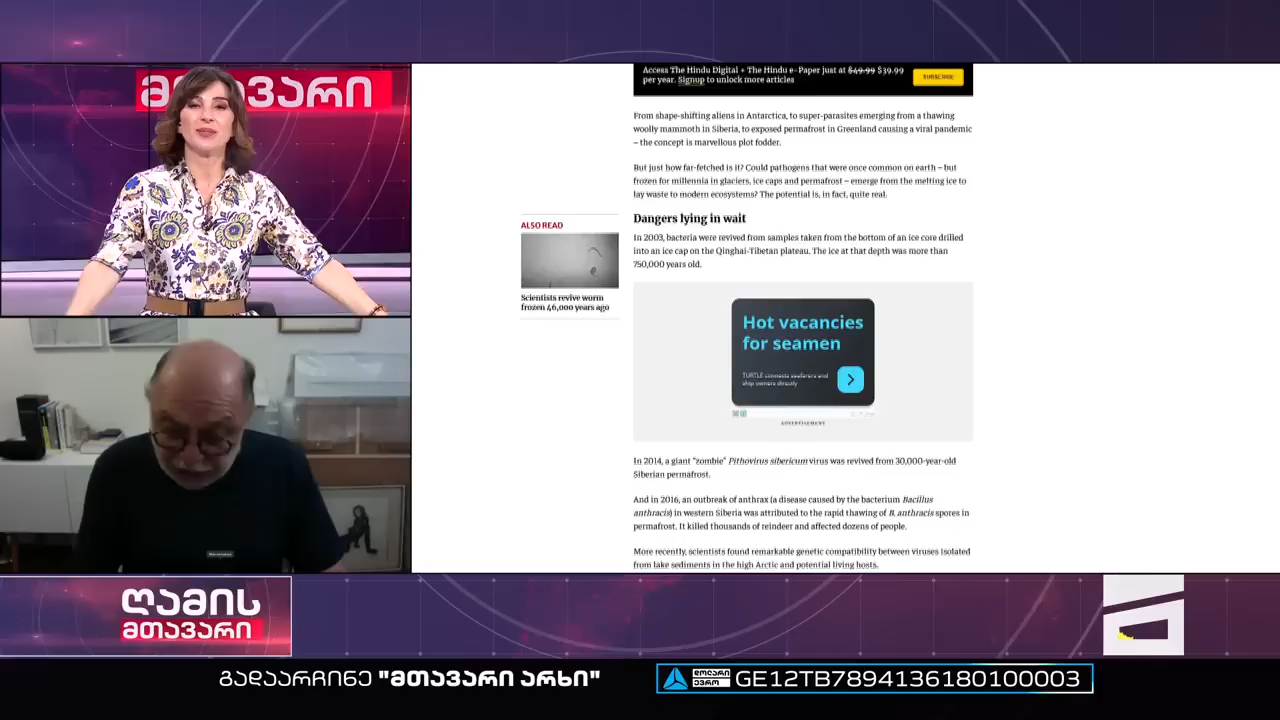 მთავარი
Access The Hindu Digital + The Hindu e-Paper just at $49.99 $39.99
per year. Signup to unlock more articles
SUBSCRIBE
From shape-shifting aliens in Antarctica, to super-parasites emerging from a thawing
woolly mammoth in Siberia, to exposed permafrost in Greenland causing a viral pandemic
– the concept is marvellous plot fodder.
But just how far-fetched is it? Could pathogens that were once common on earth – but
frozen for millennia in glaciers, ice caps and permafrost – emerge from the melting ice to
lay waste to modern ecosystems? The potential is, in fact, quite real.
Dangers lying in wait
In 2003, bacteria were revived from samples taken from the bottom of an ice core drilled
into an ice cap on the Qinghai-Tibetan plateau. The ice at that depth was more than
750,000 years old.
ALSO READ
Scientists revive worm
frozen 46,000 years ago
Hot vacancies
for seamen
TURTLE connects seafarers and
ship owners directly
ADVERTISEMENT
In 2014, a giant "zombie" Pithovirus sibericum virus was revived from 30,000-year-old
Siberian permafrost.
And in 2016, an outbreak of anthrax (a disease caused by the bacterium Bacillus
anthracis) in western Siberia was attributed to the rapid thawing of B. anthracis spores in
permafrost. It killed thousands of reindeer and affected dozens of people.
More recently, scientists found remarkable genetic compatibility between viruses isolated
from lake sediments in the high Arctic and potential living hosts.
ღამის
მთავარი
გადაარჩინე "მთავარი არხი"
დოლარი
ევრო
GE12TB7894136180100003